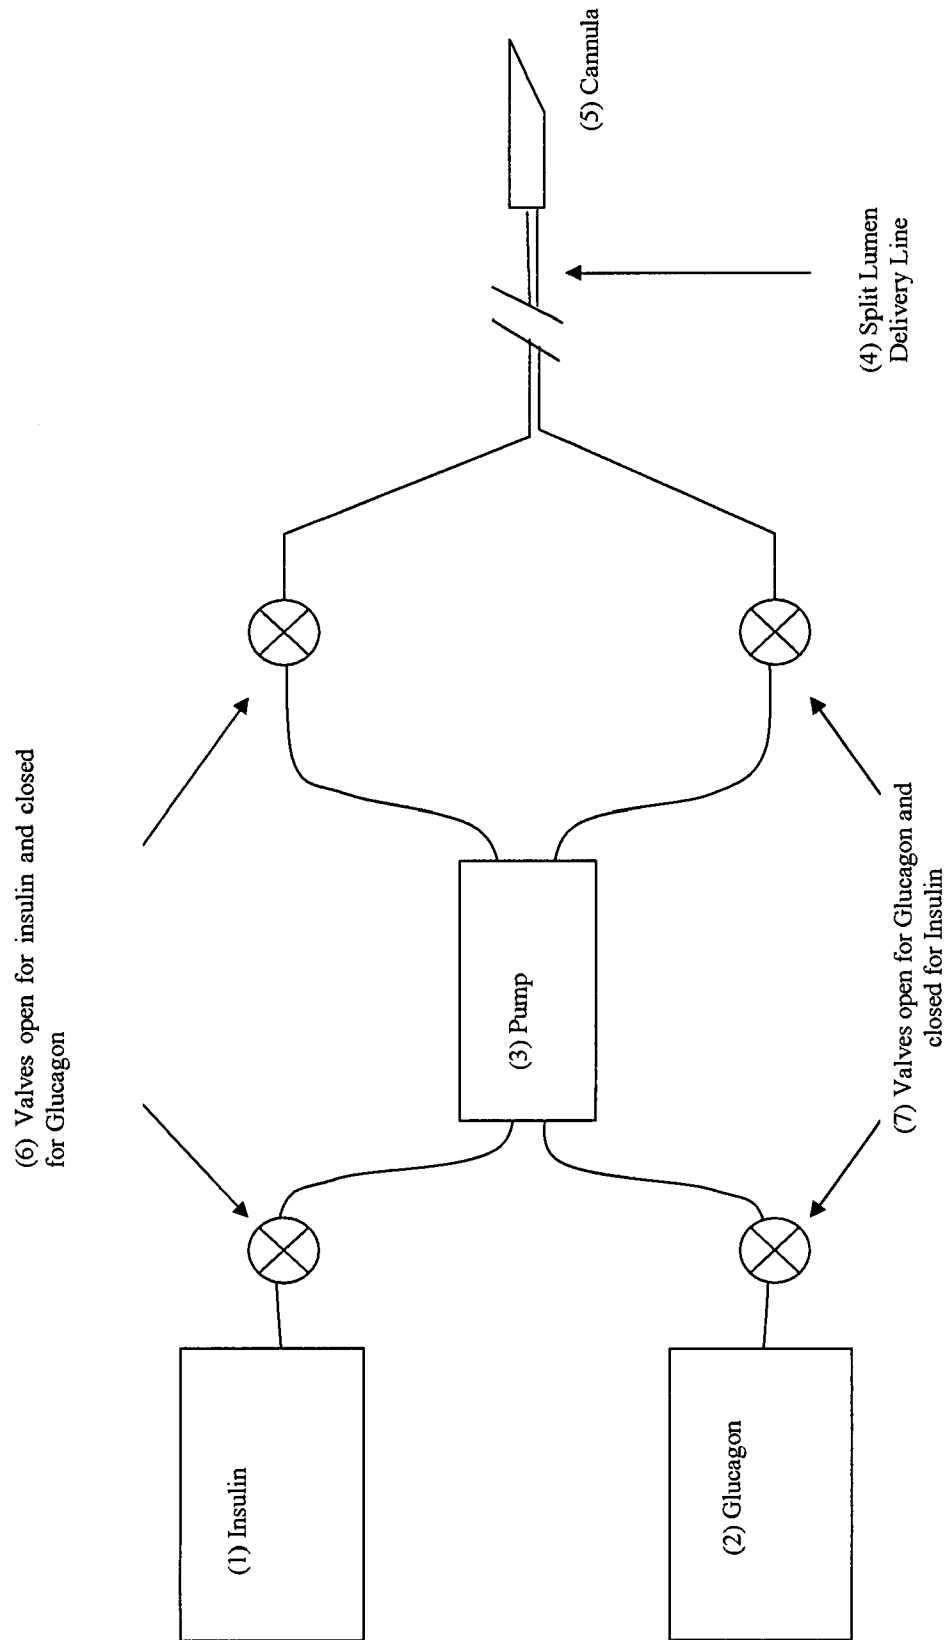 (6) Valves open for insulin and closed
for Glucagon
(1) Insulin
(2) Glucagon
(3) Pump
(7) Valves open for Glucagon and
closed for Insulin
(4) Split Lumen
Delivery Line
(5) Cannula